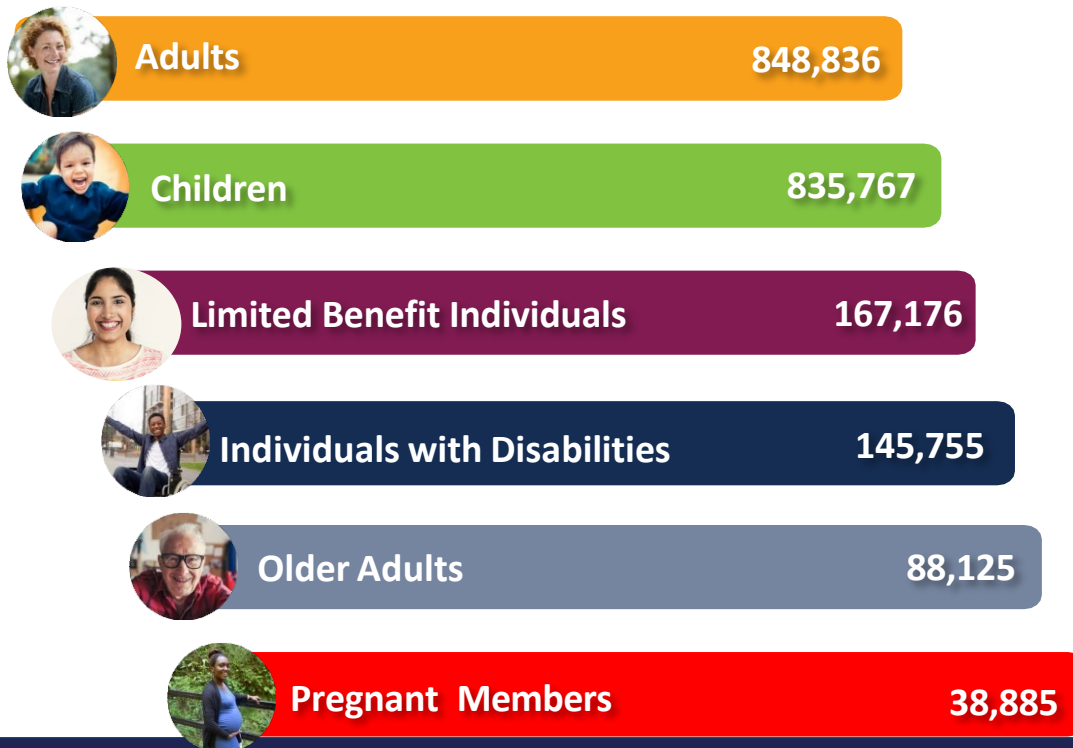 Adults 848,836
Children 835,767
Limited Benefit Individuals 167,176
Individuals with Disabilities 145,755
Older Adults 88,125
Pregnant  Members 38,885